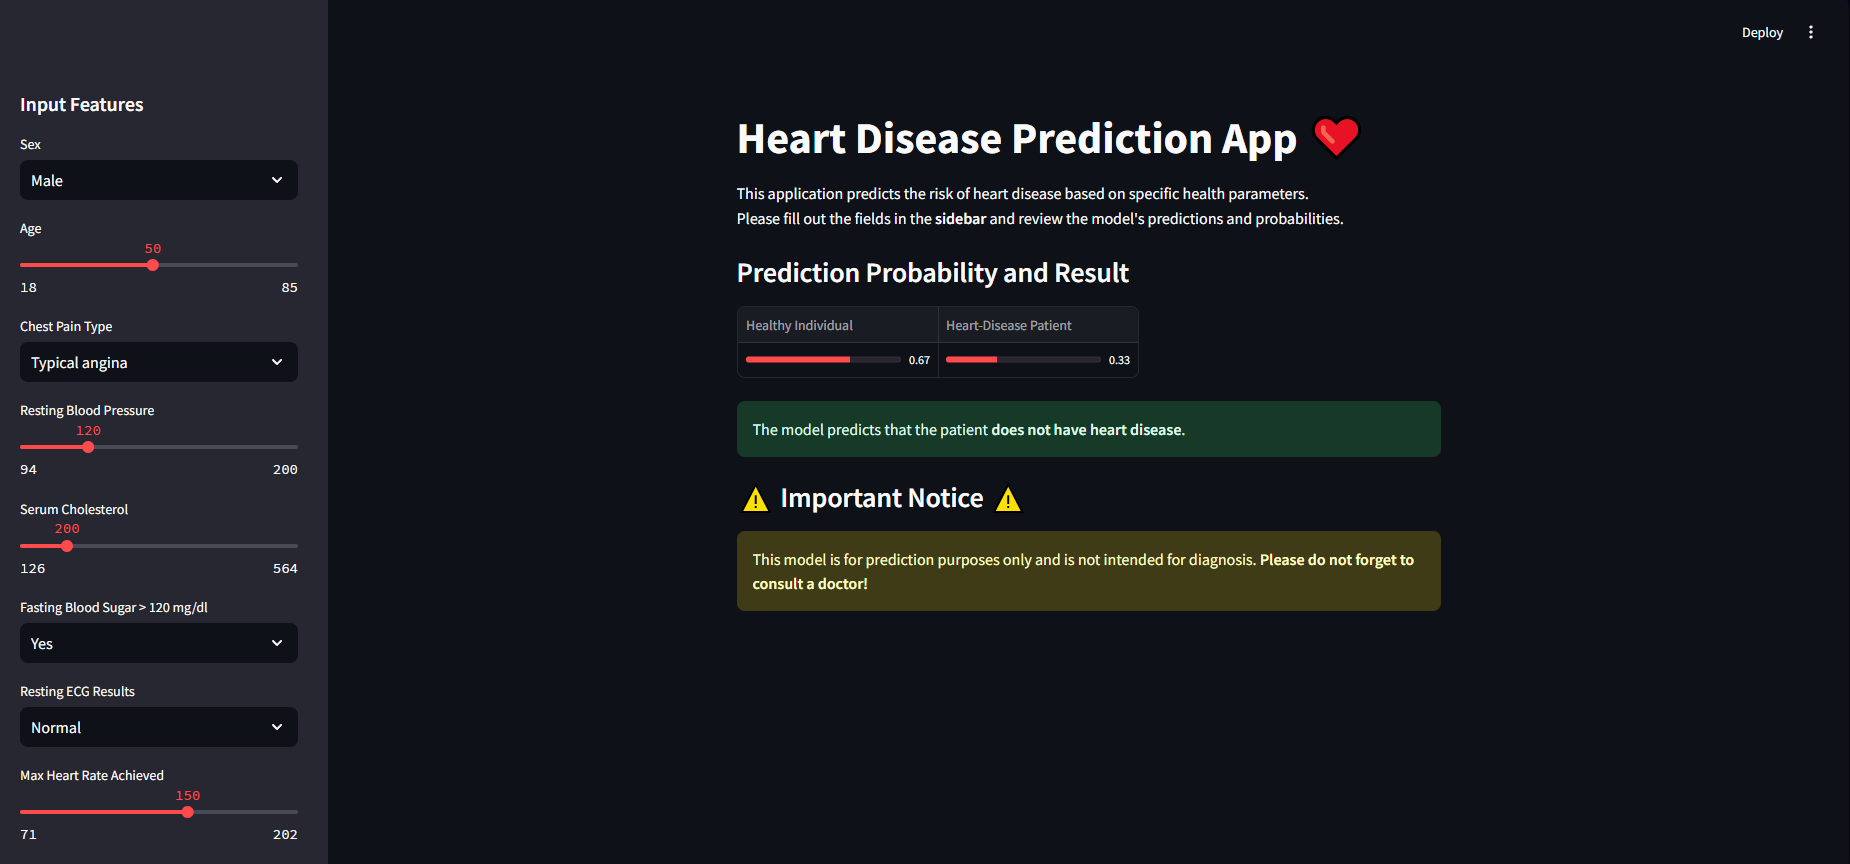 Deploy
Input Features
Sex
Male
Age
50
18 85
Chest Pain Type
Typical angina
Resting Blood Pressure
120
94 200
Serum Cholesterol
200
126 564
Fasting Blood Sugar > 120 mg/dl
Yes
Resting ECG Results
Normal
Max Heart Rate Achieved
150
71 202
Heart Disease Prediction App
This application predicts the risk of heart disease based on specific health parameters.
Please fill out the fields in the sidebar and review the model's predictions and probabilities.
Prediction Probability and Result
Healthy Individual Heart-Disease Patient
0.67 0.33
The model predicts that the patient does not have heart disease.
Important Notice
This model is for prediction purposes only and is not intended for diagnosis. Please do not forget to
consult a doctor!